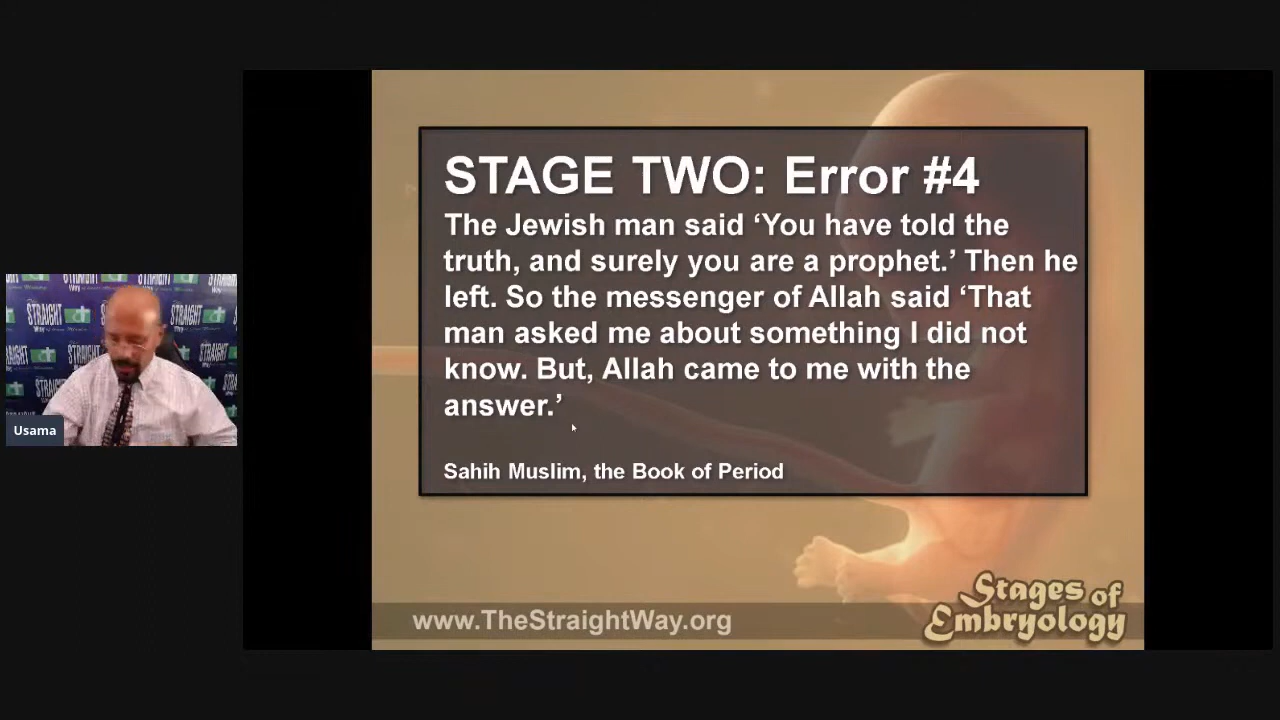 STAGE TWO: Error #4
The Jewish man said ‘You have told the
truth, and surely you are a prophet.’ Then he
left. So the messenger of Allah said ‘That
man asked me about something I did not
know. But, Allah came to me with the
answer.’
Sahih Muslim, the Book of Period
STRAIGHT
Usama
www.TheStraightWay.org
Stages of
Embryology